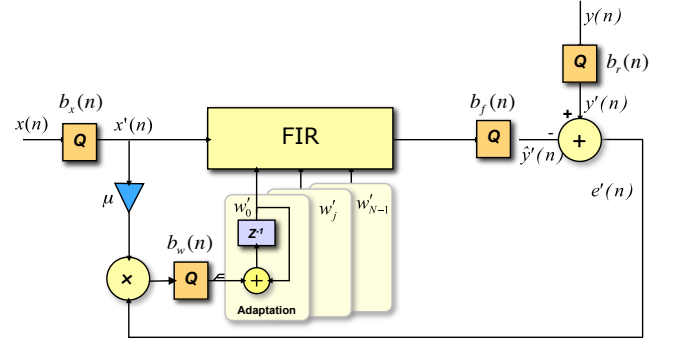 y(n)
Q
b_r(n)
b_x(n)
b_f(n)
y'(n)
x(n)
Q
x'(n)
FIR
Q
+
-
+
ŷ'(n)
μ
e'(n)
w'_0
w'_j
w'_{N-1}
b_w(n)
Z⁻¹
×
Q
+
Adaptation